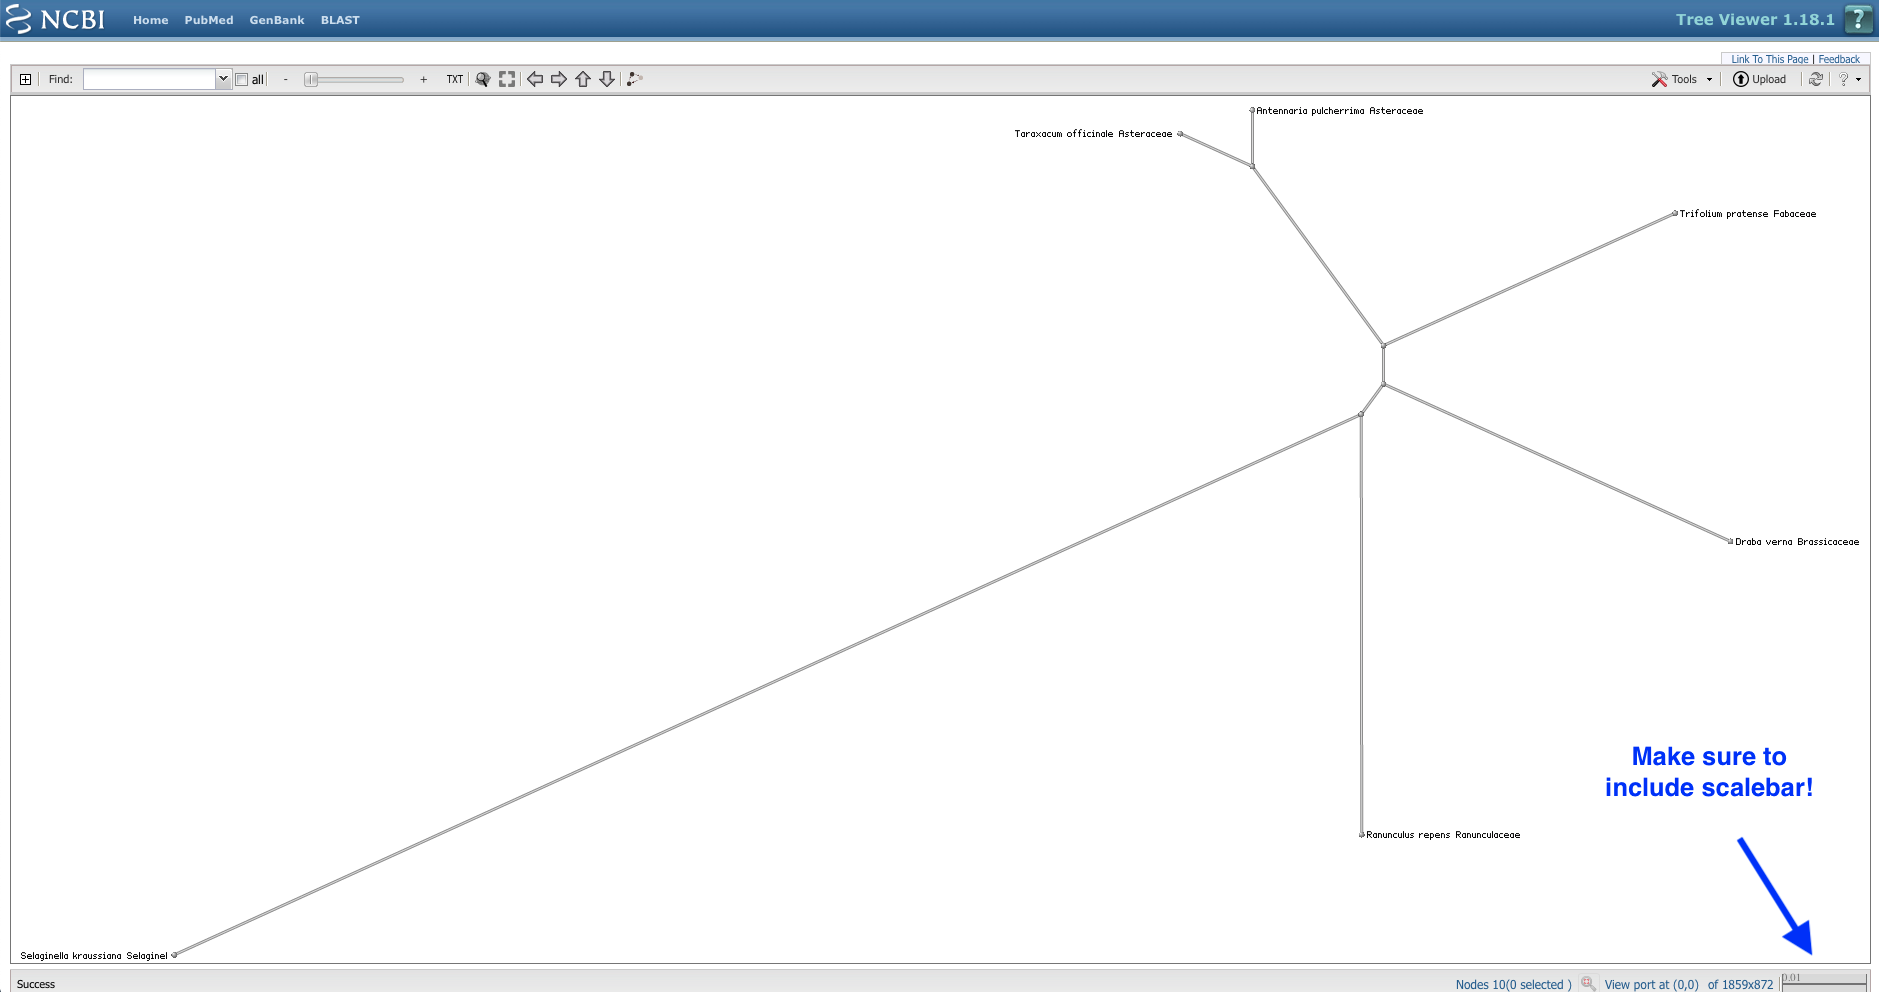 NCBI Home PubMed GenBank BLAST Tree Viewer 1.18.1 ?
Link To This Page | Feedback
Find: all - + TXT Tools Upload ?
Antennaria pulcherrima Asteraceae
Taraxacum officinale Asteraceae
Trifolium pratense Fabaceae
Draba verna Brassicaceae
Make sure to
include scalebar!
Ranunculus repens Ranunculaceae
Selaginella kraussiana Selaginel
Success Nodes 10(0 selected ) View port at (0,0) of 1859x872 0.01